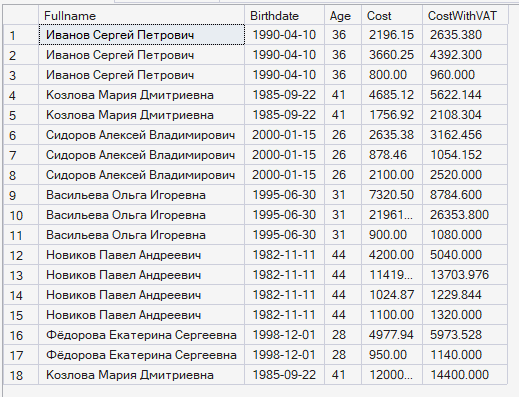 Fullname Birthdate Age Cost CostWithVAT
1 Иванов Сергей Петрович 1990-04-10 36 2196.15 2635.380
2 Иванов Сергей Петрович 1990-04-10 36 3660.25 4392.300
3 Иванов Сергей Петрович 1990-04-10 36 800.00 960.000
4 Козлова Мария Дмитриевна 1985-09-22 41 4685.12 5622.144
5 Козлова Мария Дмитриевна 1985-09-22 41 1756.92 2108.304
6 Сидоров Алексей Владимирович 2000-01-15 26 2635.38 3162.456
7 Сидоров Алексей Владимирович 2000-01-15 26 878.46 1054.152
8 Сидоров Алексей Владимирович 2000-01-15 26 2100.00 2520.000
9 Васильева Ольга Игоревна 1995-06-30 31 7320.50 8784.600
10 Васильева Ольга Игоревна 1995-06-30 31 21961... 26353.800
11 Васильева Ольга Игоревна 1995-06-30 31 900.00 1080.000
12 Новиков Павел Андреевич 1982-11-11 44 4200.00 5040.000
13 Новиков Павел Андреевич 1982-11-11 44 11419... 13703.976
14 Новиков Павел Андреевич 1982-11-11 44 1024.87 1229.844
15 Новиков Павел Андреевич 1982-11-11 44 1100.00 1320.000
16 Фёдорова Екатерина Сергеевна 1998-12-01 28 4977.94 5973.528
17 Фёдорова Екатерина Сергеевна 1998-12-01 28 950.00 1140.000
18 Козлова Мария Дмитриевна 1985-09-22 41 12000... 14400.000